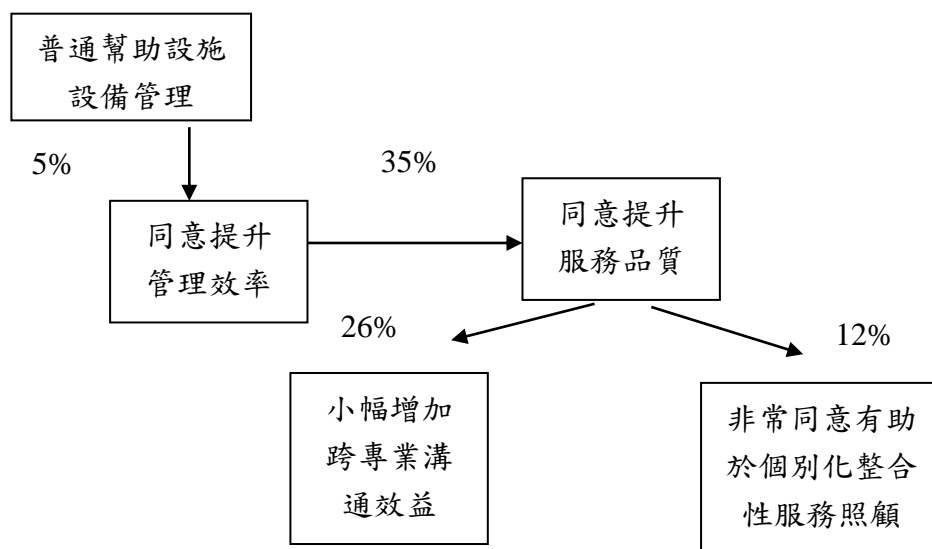 普通幫助設施
設備管理
5%
35%
同意提升
管理效率
同意提升
服務品質
26%
12%
小幅增加
跨專業溝
通效益
非常同意有助
於個別化整合
性服務照顧